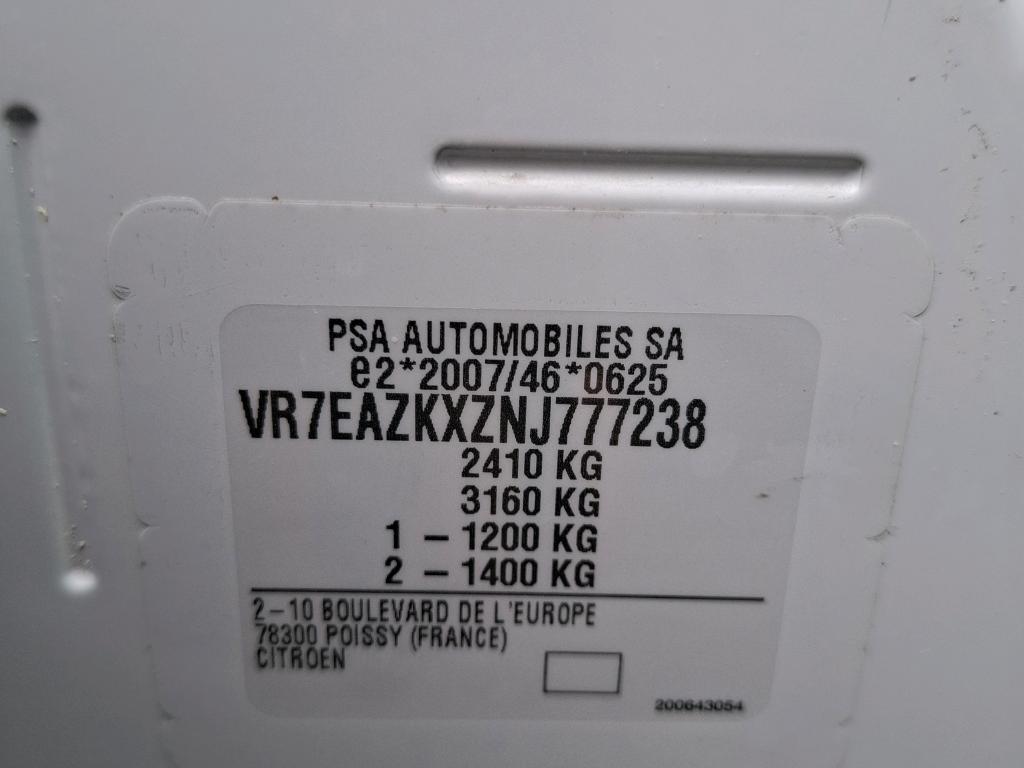 PSA AUTOMOBILES SA
e2*2007/46*0625
VR7EAZKXZNJ777238
2410 KG
3160 KG
1 – 1200 KG
2 – 1400 KG
2–10 BOULEVARD DE L'EUROPE
78300 POISSY (FRANCE)
CITROEN
200643054